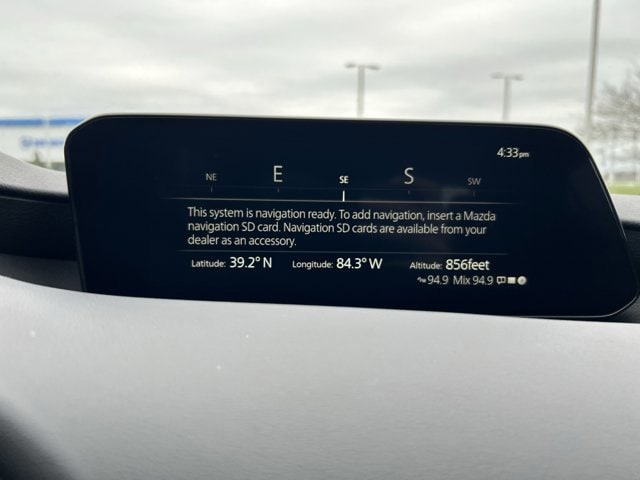 4:33pm
NE E SE S SW
This system is navigation ready. To add navigation, insert a Mazda
navigation SD card. Navigation SD cards are available from your
dealer as an accessory.
Latitude: 39.2° N Longitude: 84.3° W Altitude: 856feet
94.9 Mix 94.9